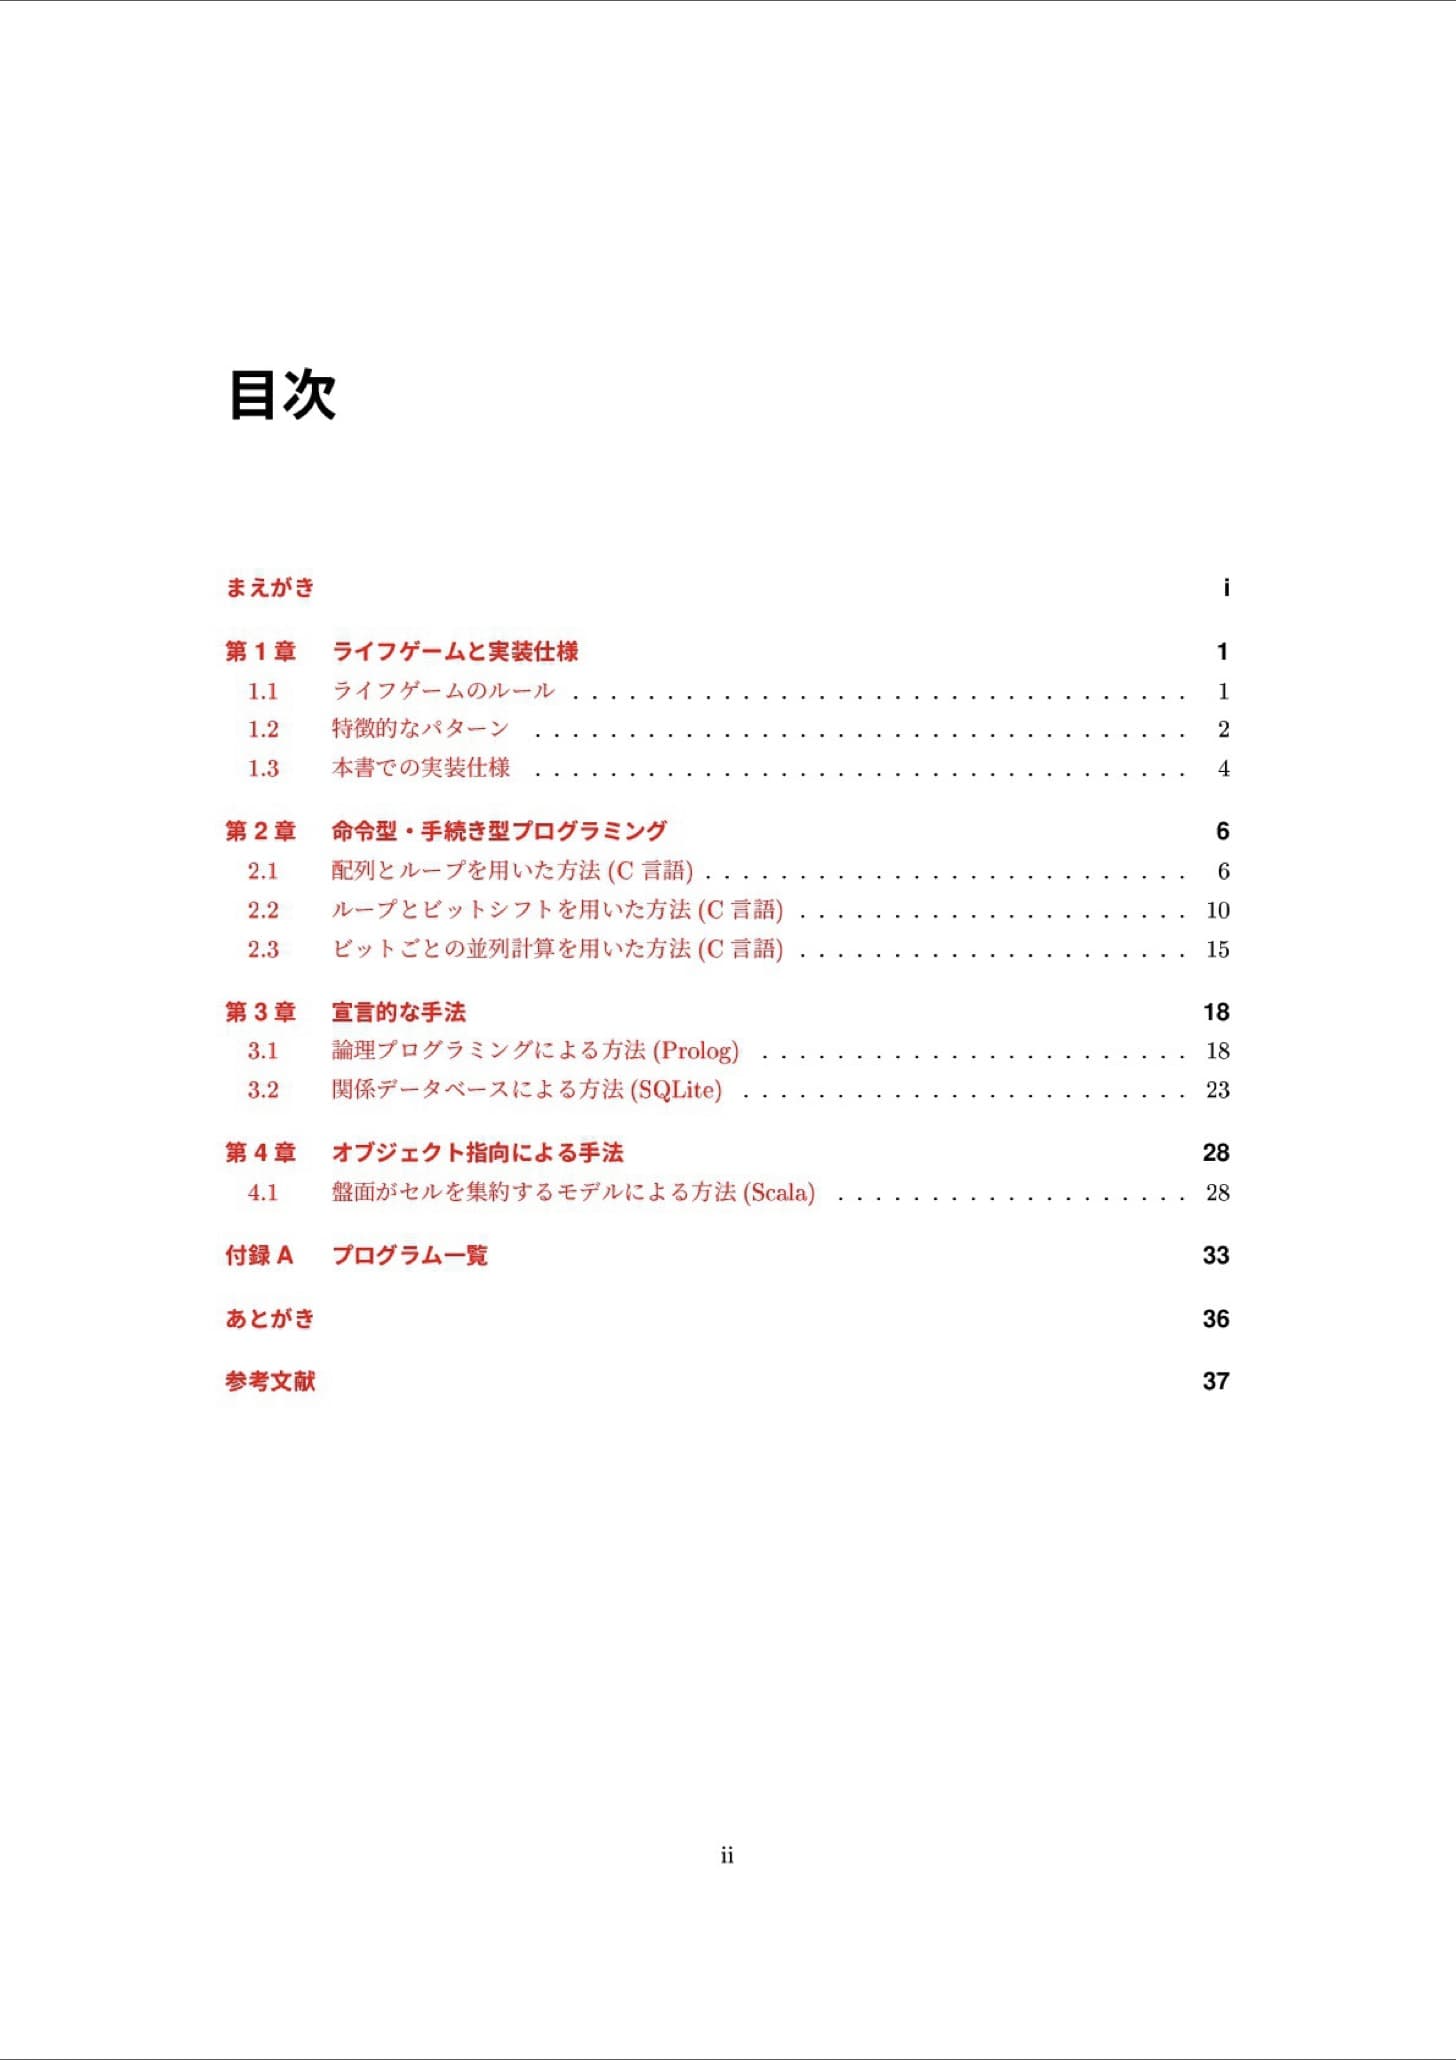 目次
まえがき i
第 1 章 ライフゲームと実装仕様 1
1.1 ライフゲームのルール . . . . . . . . . . . . . . . . . . . . . . . . . . . . . . . . . 1
1.2 特徴的なパターン . . . . . . . . . . . . . . . . . . . . . . . . . . . . . . . . . . . 2
1.3 本書での実装仕様 . . . . . . . . . . . . . . . . . . . . . . . . . . . . . . . . . . . 4
第 2 章 命令型・手続き型プログラミング 6
2.1 配列とループを用いた方法 (C 言語) . . . . . . . . . . . . . . . . . . . . . . . . . . 6
2.2 ループとビットシフトを用いた方法 (C 言語) . . . . . . . . . . . . . . . . . . . . . 10
2.3 ビットごとの並列計算を用いた方法 (C 言語) . . . . . . . . . . . . . . . . . . . . . 15
第 3 章 宣言的な手法 18
3.1 論理プログラミングによる方法 (Prolog) . . . . . . . . . . . . . . . . . . . . . . . 18
3.2 関係データベースによる方法 (SQLite) . . . . . . . . . . . . . . . . . . . . . . . . 23
第 4 章 オブジェクト指向による手法 28
4.1 盤面がセルを集約するモデルによる方法 (Scala) . . . . . . . . . . . . . . . . . . . 28
付録 A プログラム一覧 33
あとがき 36
参考文献 37
ii